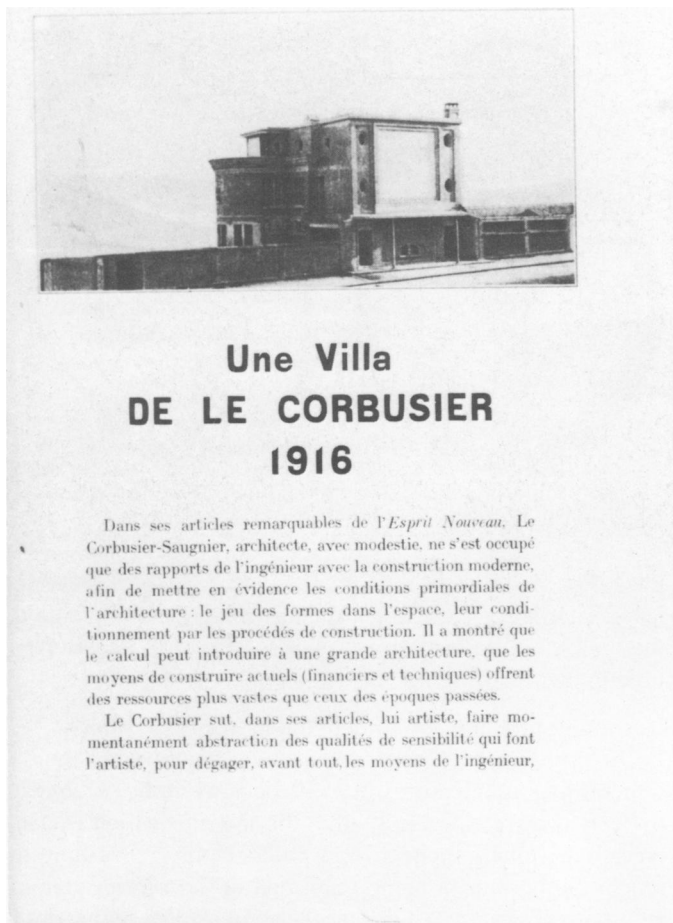 Une Villa
DE LE CORBUSIER
1916
Dans ses articles remarquables de l'Esprit Nouveau, Le
Corbusier-Saugnier, architecte, avec modestie, ne s'est occupé
que des rapports de l'ingénieur avec la construction moderne,
afin de mettre en évidence les conditions primordiales de
l'architecture : le jeu des formes dans l'espace, leur condi-
tionnement par les procédés de construction. Il a montré que
le calcul peut introduire à une grande architecture, que les
moyens de construire actuels (financiers et techniques) offrent
des ressources plus vastes que ceux des époques passées.
Le Corbusier sut, dans ses articles, lui artiste, faire mo-
mentanément abstraction des qualités de sensibilité qui font
l'artiste, pour dégager, avant tout, les moyens de l'ingénieur,